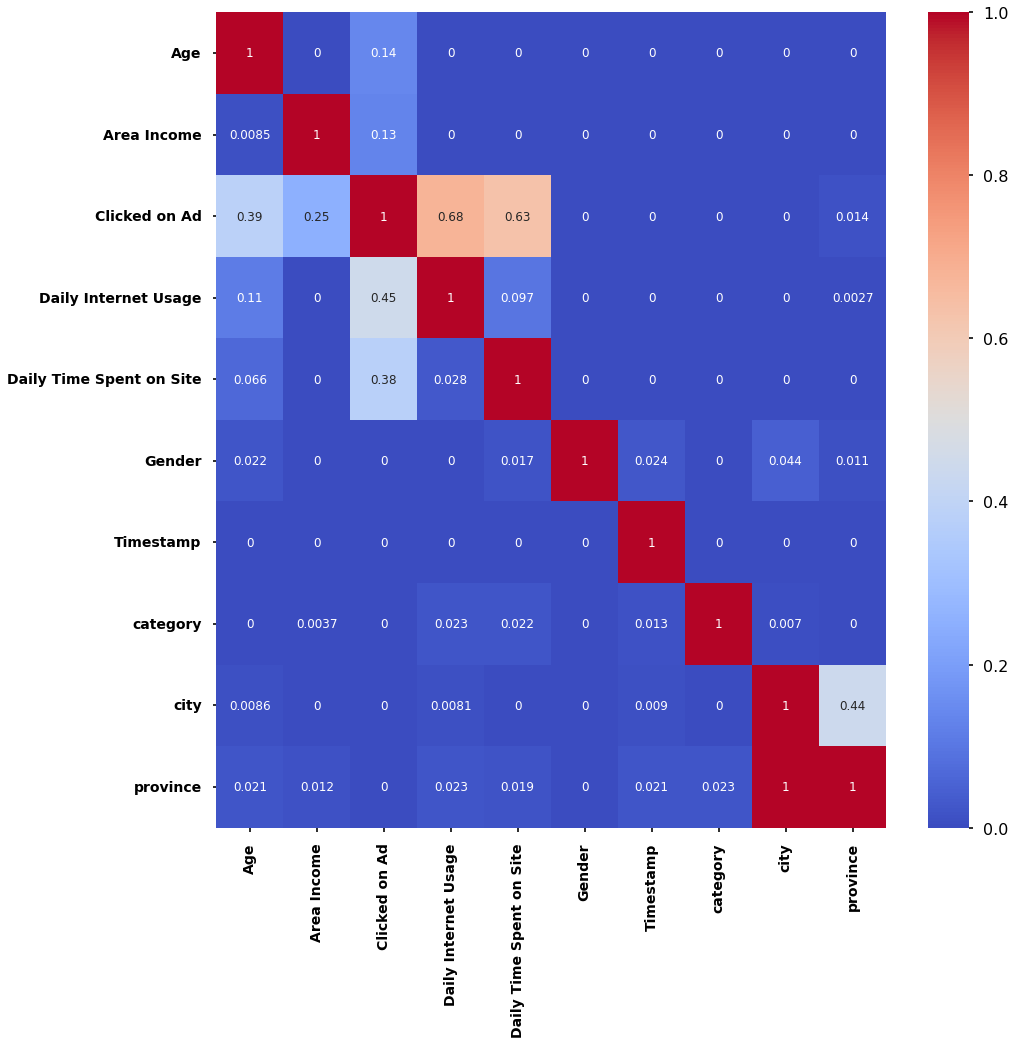 Age 1 0 0.14 0 0 0 0 0 0 0
Area Income 0.0085 1 0.13 0 0 0 0 0 0 0
Clicked on Ad 0.39 0.25 1 0.68 0.63 0 0 0 0 0.014
Daily Internet Usage 0.11 0 0.45 1 0.097 0 0 0 0 0.0027
Daily Time Spent on Site 0.066 0 0.38 0.028 1 0 0 0 0 0
Gender 0.022 0 0 0 0.017 1 0.024 0 0.044 0.011
Timestamp 0 0 0 0 0 0 1 0 0 0
category 0 0.0037 0 0.023 0.022 0 0.013 1 0.007 0
city 0.0086 0 0 0.0081 0 0 0.009 0 1 0.44
province 0.021 0.012 0 0.023 0.019 0 0.021 0.023 1 1
Age
Area Income
Clicked on Ad
Daily Internet Usage
Daily Time Spent on Site
Gender
Timestamp
category
city
province
1.0
0.8
0.6
0.4
0.2
0.0